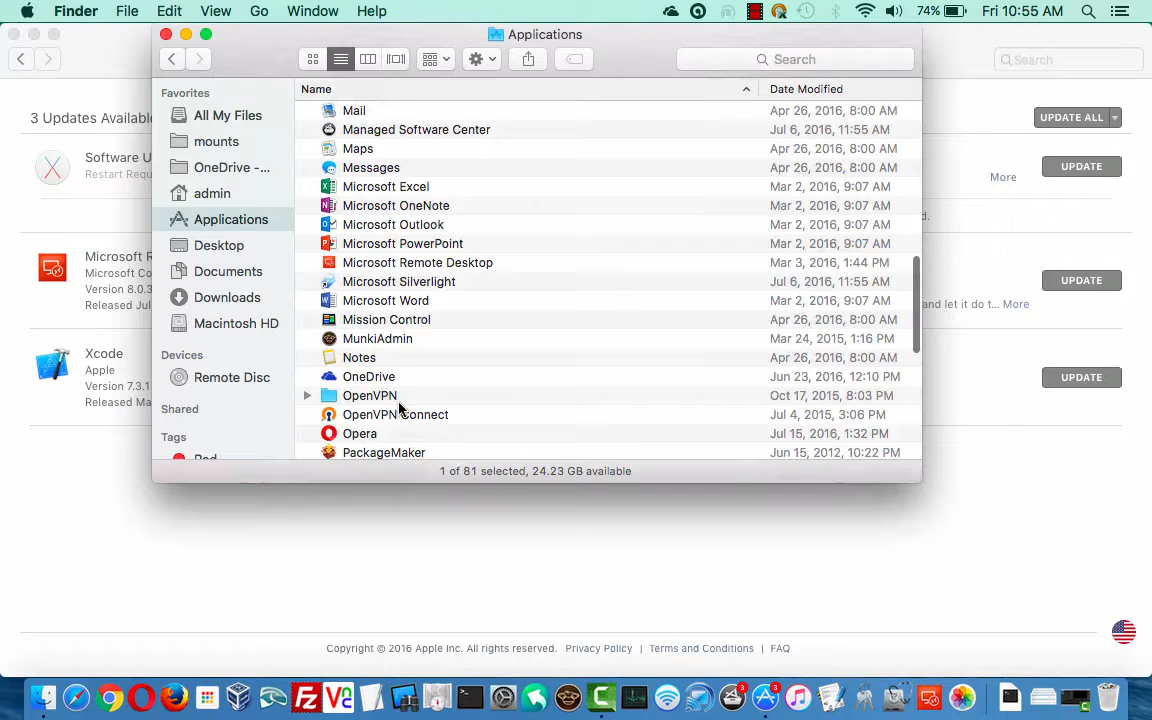 Finder File Edit View Go Window Help 74% Fri 10:55 AM
Applications
Search
Search
Favorites
All My Files
mounts
OneDrive -...
admin
Applications
Desktop
Documents
Downloads
Macintosh HD
Devices
Remote Disc
Shared
Tags
Red
Name Date Modified
Mail Apr 26, 2016, 8:00 AM
Managed Software Center Jul 6, 2016, 11:55 AM
Maps Apr 26, 2016, 8:00 AM
Messages Apr 26, 2016, 8:00 AM
Microsoft Excel Mar 2, 2016, 9:07 AM
Microsoft OneNote Mar 2, 2016, 9:07 AM
Microsoft Outlook Mar 2, 2016, 9:07 AM
Microsoft PowerPoint Mar 2, 2016, 9:07 AM
Microsoft Remote Desktop Mar 3, 2016, 1:44 PM
Microsoft Silverlight Jul 6, 2016, 11:55 AM
Microsoft Word Mar 2, 2016, 9:07 AM
Mission Control Apr 26, 2016, 8:00 AM
MunkiAdmin Mar 24, 2015, 1:16 PM
Notes Apr 26, 2016, 8:00 AM
OneDrive Jun 23, 2016, 12:10 PM
OpenVPN Oct 17, 2015, 8:03 PM
OpenVPN Connect Jul 4, 2015, 3:06 PM
Opera Jul 15, 2016, 1:32 PM
PackageMaker Jun 15, 2012, 10:22 PM
1 of 81 selected, 24.23 GB available
3 Updates Available
UPDATE ALL
Software U
Restart Requ
More
UPDATE
d.
Microsoft R
Microsoft Co
Version 8.0.3
Released Jul
and let it do t... More
UPDATE
Xcode
Apple
Version 7.3.1
Released Ma
UPDATE
Copyright © 2016 Apple Inc. All rights reserved. Privacy Policy | Terms and Conditions | FAQ
3
3